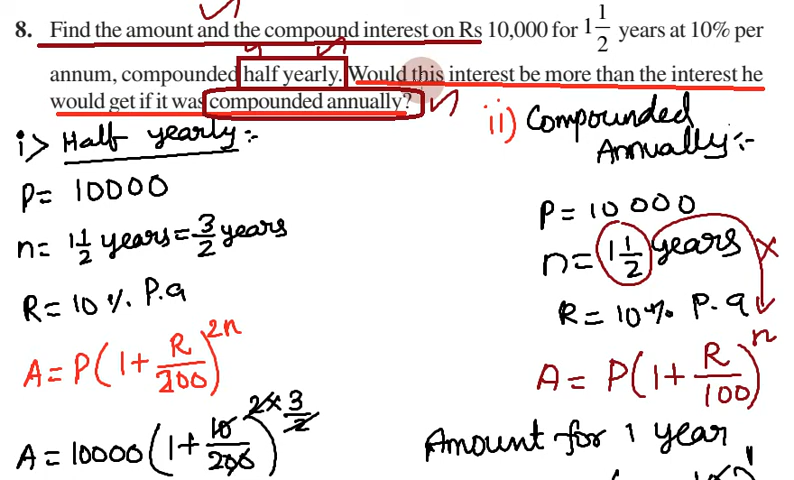 8. Find the amount and the compound interest on Rs 10,000 for 1 1/2 years at 10% per
annum, compounded half yearly. Would this interest be more than the interest he
would get if it was compounded annually?
i> Half yearly :-
P= 10000
n= 1 1/2 years = 3/2 years
R= 10 % P.a
A= P(1+ R/200)^2n
A= 10000 (1+ 10/200)^2×3/2
ii) Compounded
Annually :-
P= 10000
n= 1 1/2 years
R= 10% P.a
A= P(1+ R/100)^n
Amount for 1 year